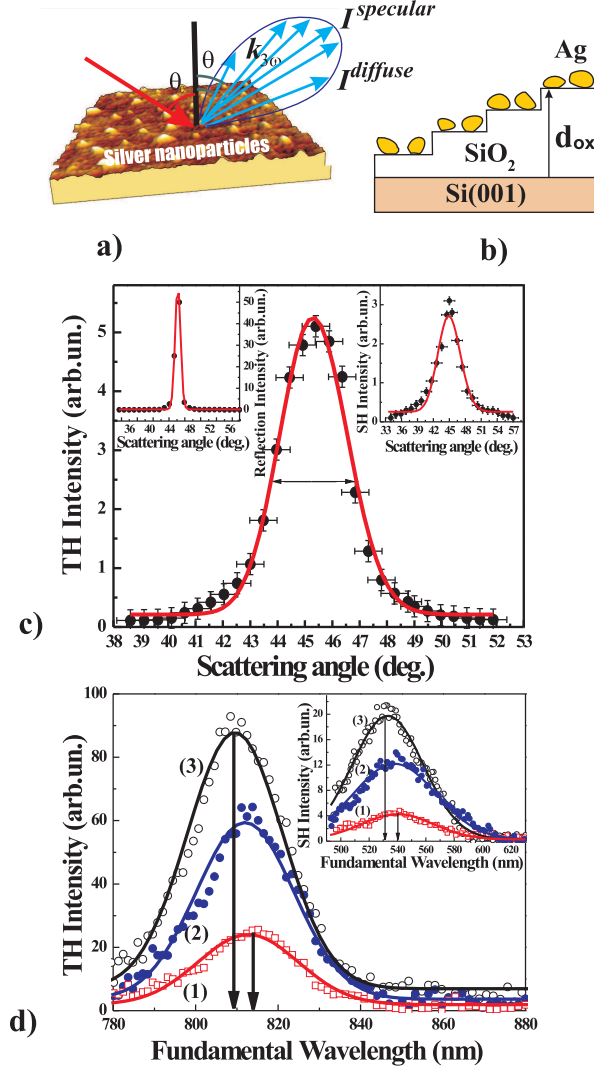 I specular
θ
k3ω
θ
I diffuse
Silver nanoparticles
a)
Ag
SiO2
dox
Si(001)
b)
TH Intensity (arb.un.)
5
4
3
2
1
0
38 39 40 41 42 43 44 45 46 47 48 49 50 51 52 53
Scattering angle (deg.)
c)
50
40
30
20
10
0
Reflection Intensity (arb.un.)
36 40 44 48 52 56
Scattering angle (deg.)
SH Intensity (arb.un.)
3
2
1
0
33 36 39 42 45 48 51 54 57
Scattering angle (deg.)
TH Intensity (arb.un.)
100
80
60
40
20
0
(3)
(2)
(1)
780 800 820 840 860 880
Fundamental Wavelength (nm)
d)
SH Intensity (arb.un.)
20
16
12
8
4
0
(3)
(2)
(1)
500 520 540 560 580 600 620
Fundamental Wavelength (nm)